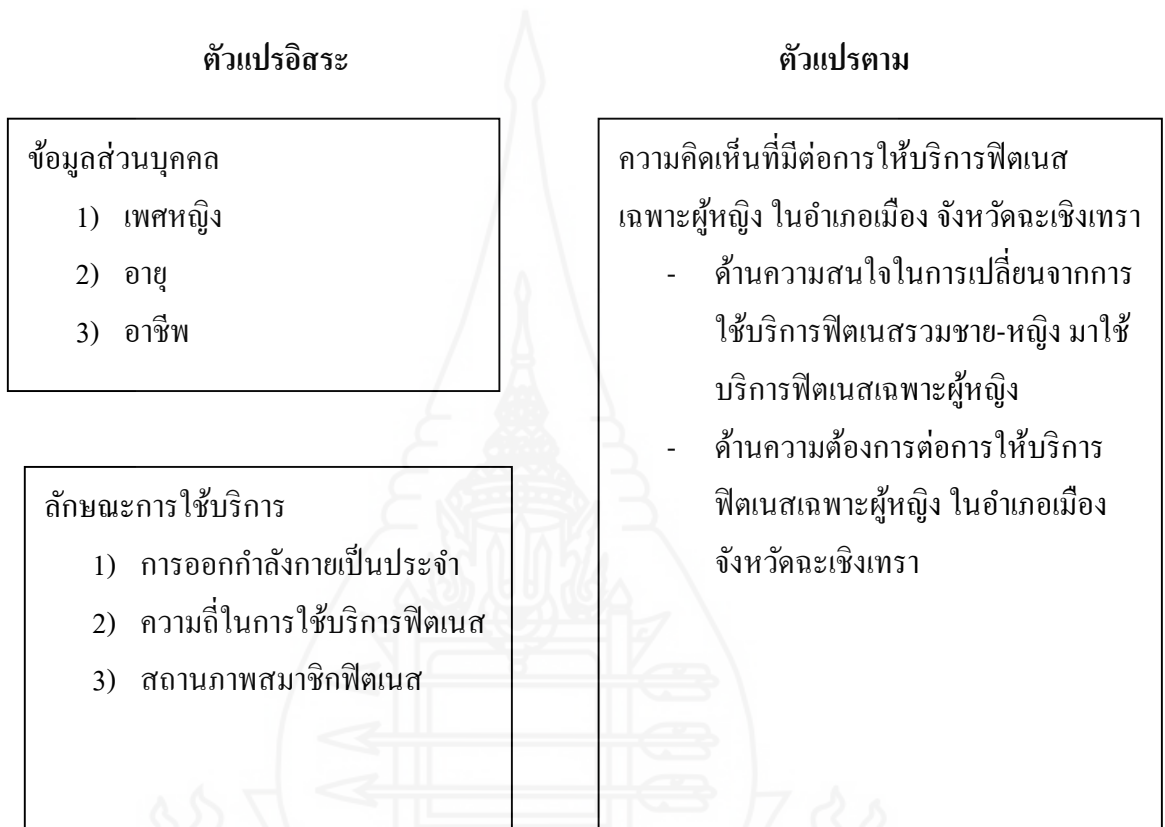 ตัวแปรอิสระ
ข้อมูลส่วนบุคคล
1) เพศหญิง
2) อายุ
3) อาชีพ
ลักษณะการใช้บริการ
1) การออกกำลังกายเป็นประจำ
2) ความถี่ในการใช้บริการฟิตเนส
3) สถานภาพสมาชิกฟิตเนส
ตัวแปรตาม
ความคิดเห็นที่มีต่อการให้บริการฟิตเนส
เฉพาะผู้หญิง ในอำเภอเมือง จังหวัดฉะเชิงเทรา
- ด้านความสนใจในการเปลี่ยนจากการ
ใช้บริการฟิตเนสรวมชาย-หญิง มาใช้
บริการฟิตเนสเฉพาะผู้หญิง
- ด้านความต้องการต่อการให้บริการ
ฟิตเนสเฉพาะผู้หญิง ในอำเภอเมือง
จังหวัดฉะเชิงเทรา